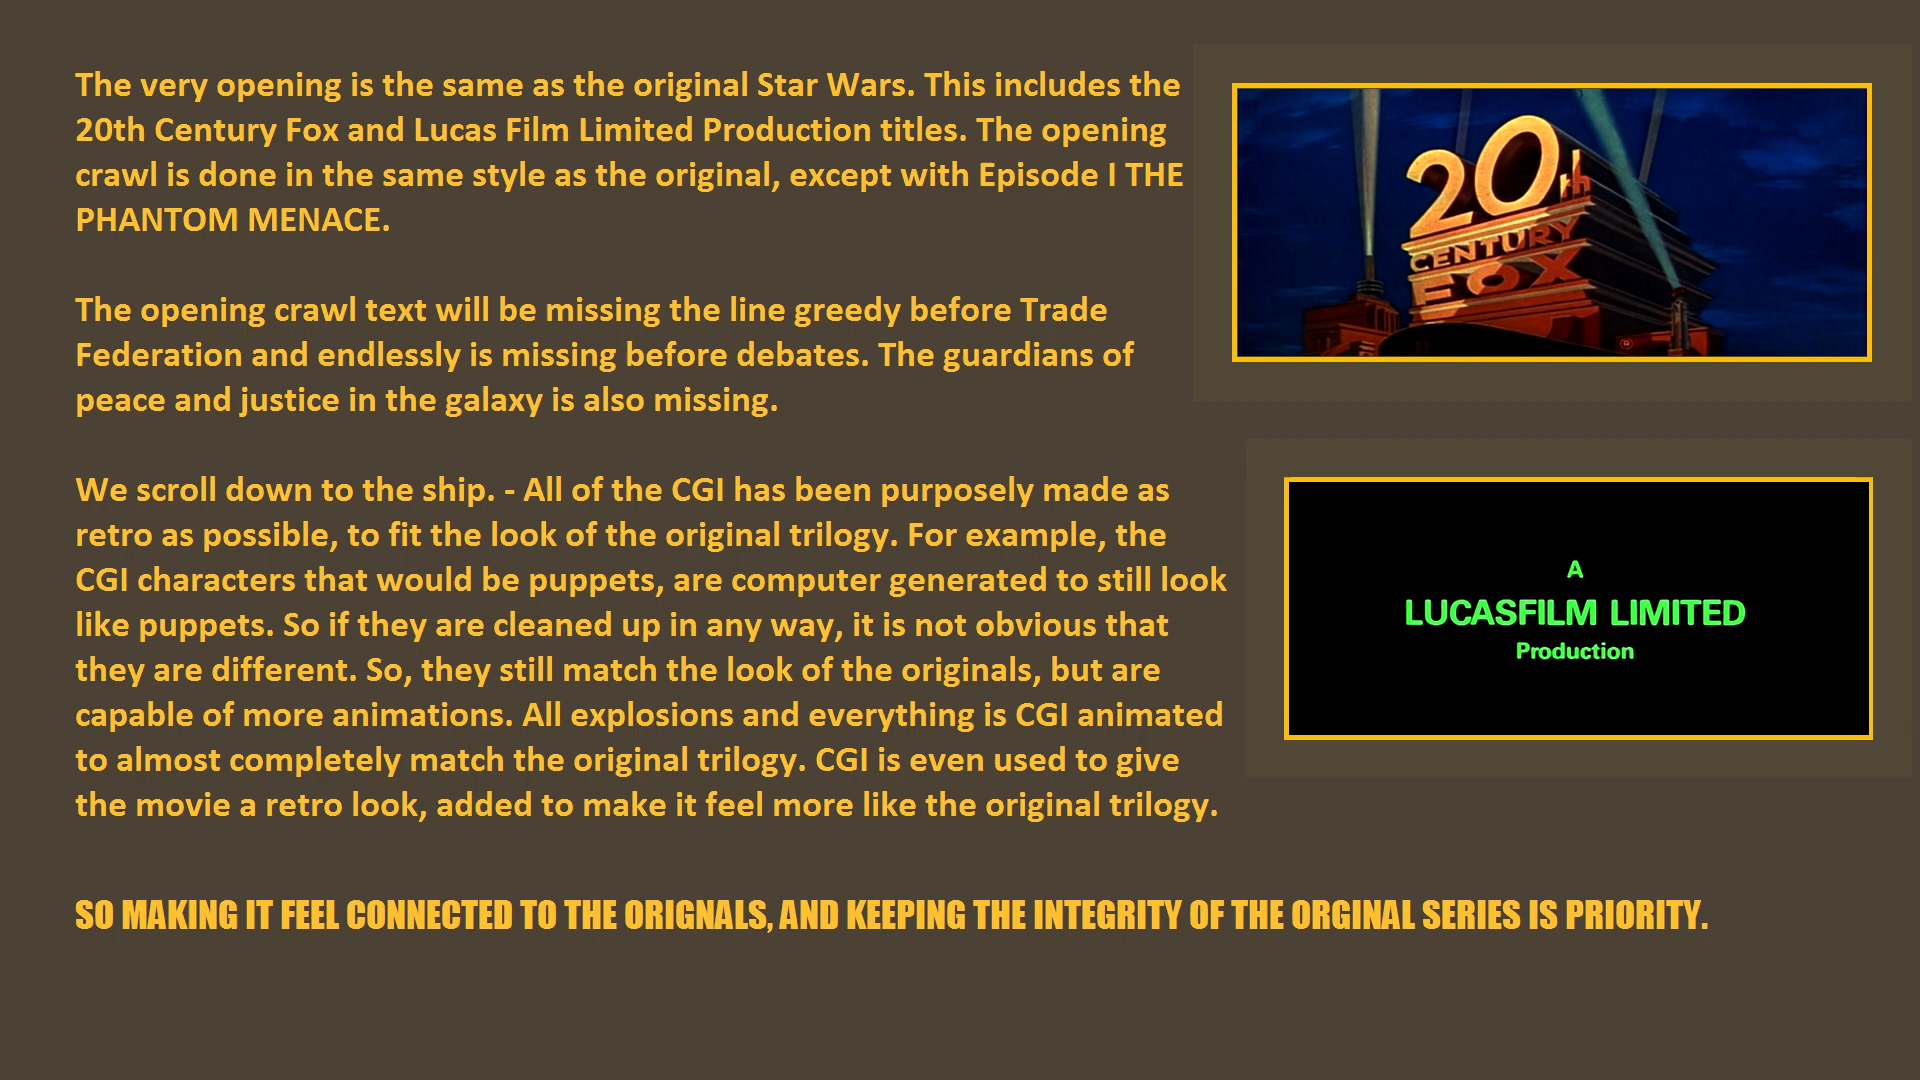 The very opening is the same as the original Star Wars. This includes the
20th Century Fox and Lucas Film Limited Production titles. The opening
crawl is done in the same style as the original, except with Episode I THE
PHANTOM MENACE.
The opening crawl text will be missing the line greedy before Trade
Federation and endlessly is missing before debates. The guardians of
peace and justice in the galaxy is also missing.
We scroll down to the ship. - All of the CGI has been purposely made as
retro as possible, to fit the look of the original trilogy. For example, the
CGI characters that would be puppets, are computer generated to still look
like puppets. So if they are cleaned up in any way, it is not obvious that
they are different. So, they still match the look of the originals, but are
capable of more animations. All explosions and everything is CGI animated
to almost completely match the original trilogy. CGI is even used to give
the movie a retro look, added to make it feel more like the original trilogy.
SO MAKING IT FEEL CONNECTED TO THE ORIGNALS, AND KEEPING THE INTEGRITY OF THE ORGINAL SERIES IS PRIORITY.
20th
CENTURY
FOX
A
LUCASFILM LIMITED
Production